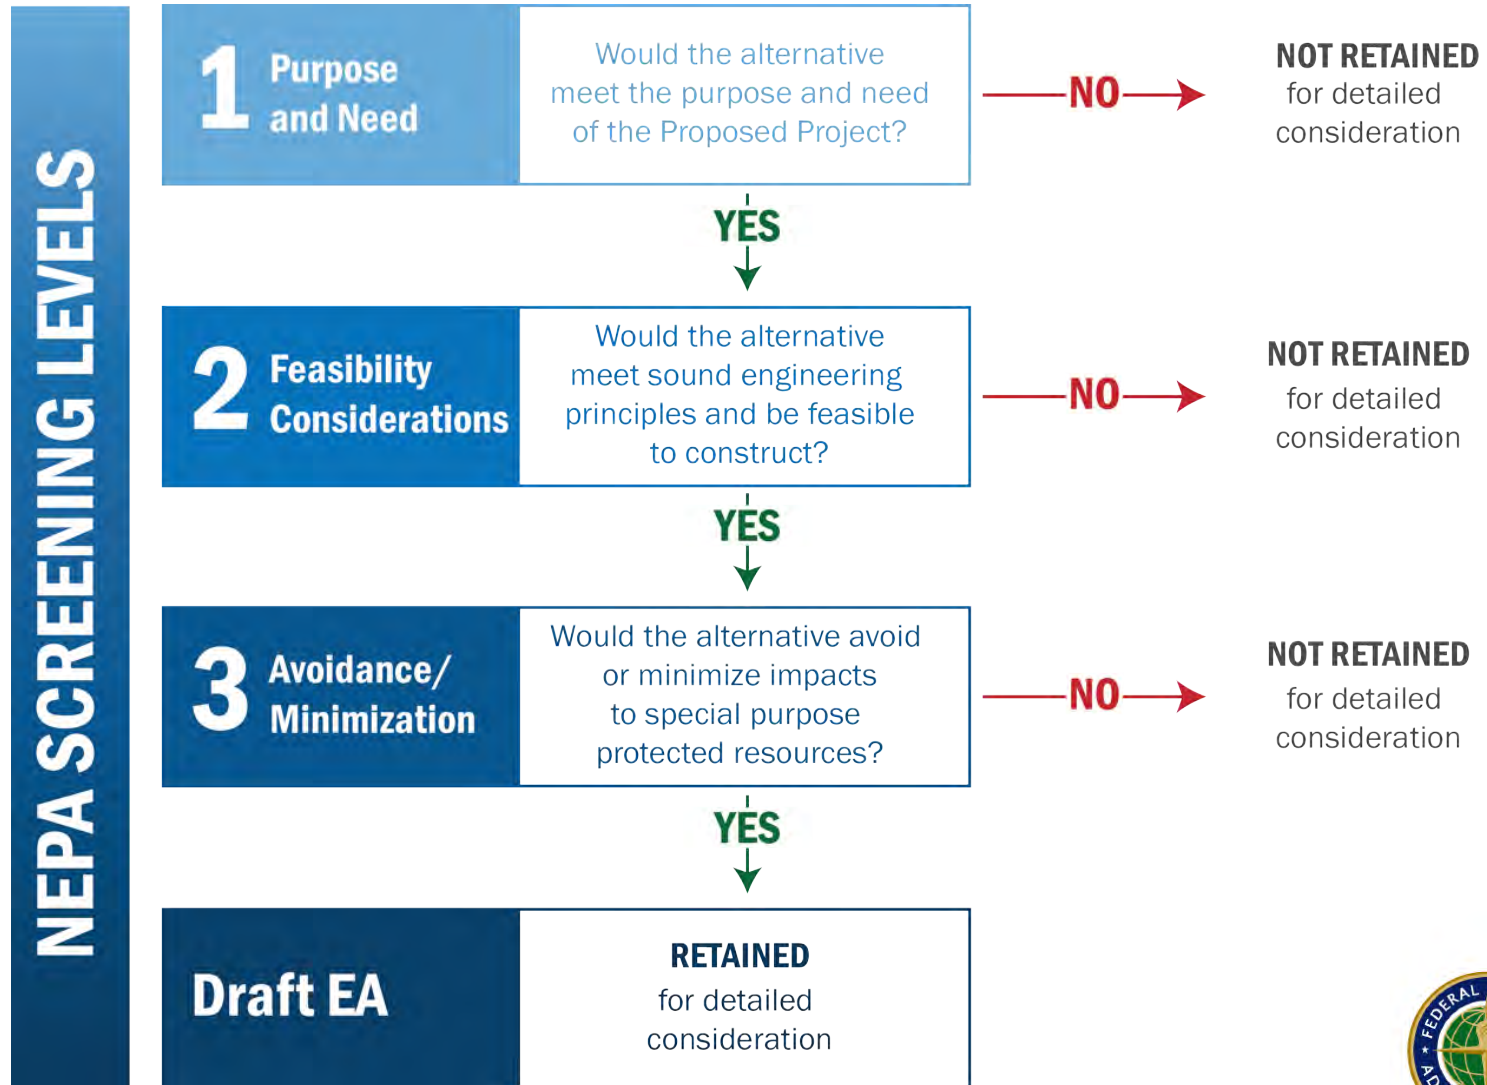 NEPA SCREENING LEVELS
1 Purpose
and Need
Would the alternative
meet the purpose and need
of the Proposed Project?
NO
NOT RETAINED
for detailed
consideration
YES
2 Feasibility
Considerations
Would the alternative
meet sound engineering
principles and be feasible
to construct?
NO
NOT RETAINED
for detailed
consideration
YES
3 Avoidance/
Minimization
Would the alternative avoid
or minimize impacts
to special purpose
protected resources?
NO
NOT RETAINED
for detailed
consideration
YES
Draft EA
RETAINED
for detailed
consideration
FEDERAL